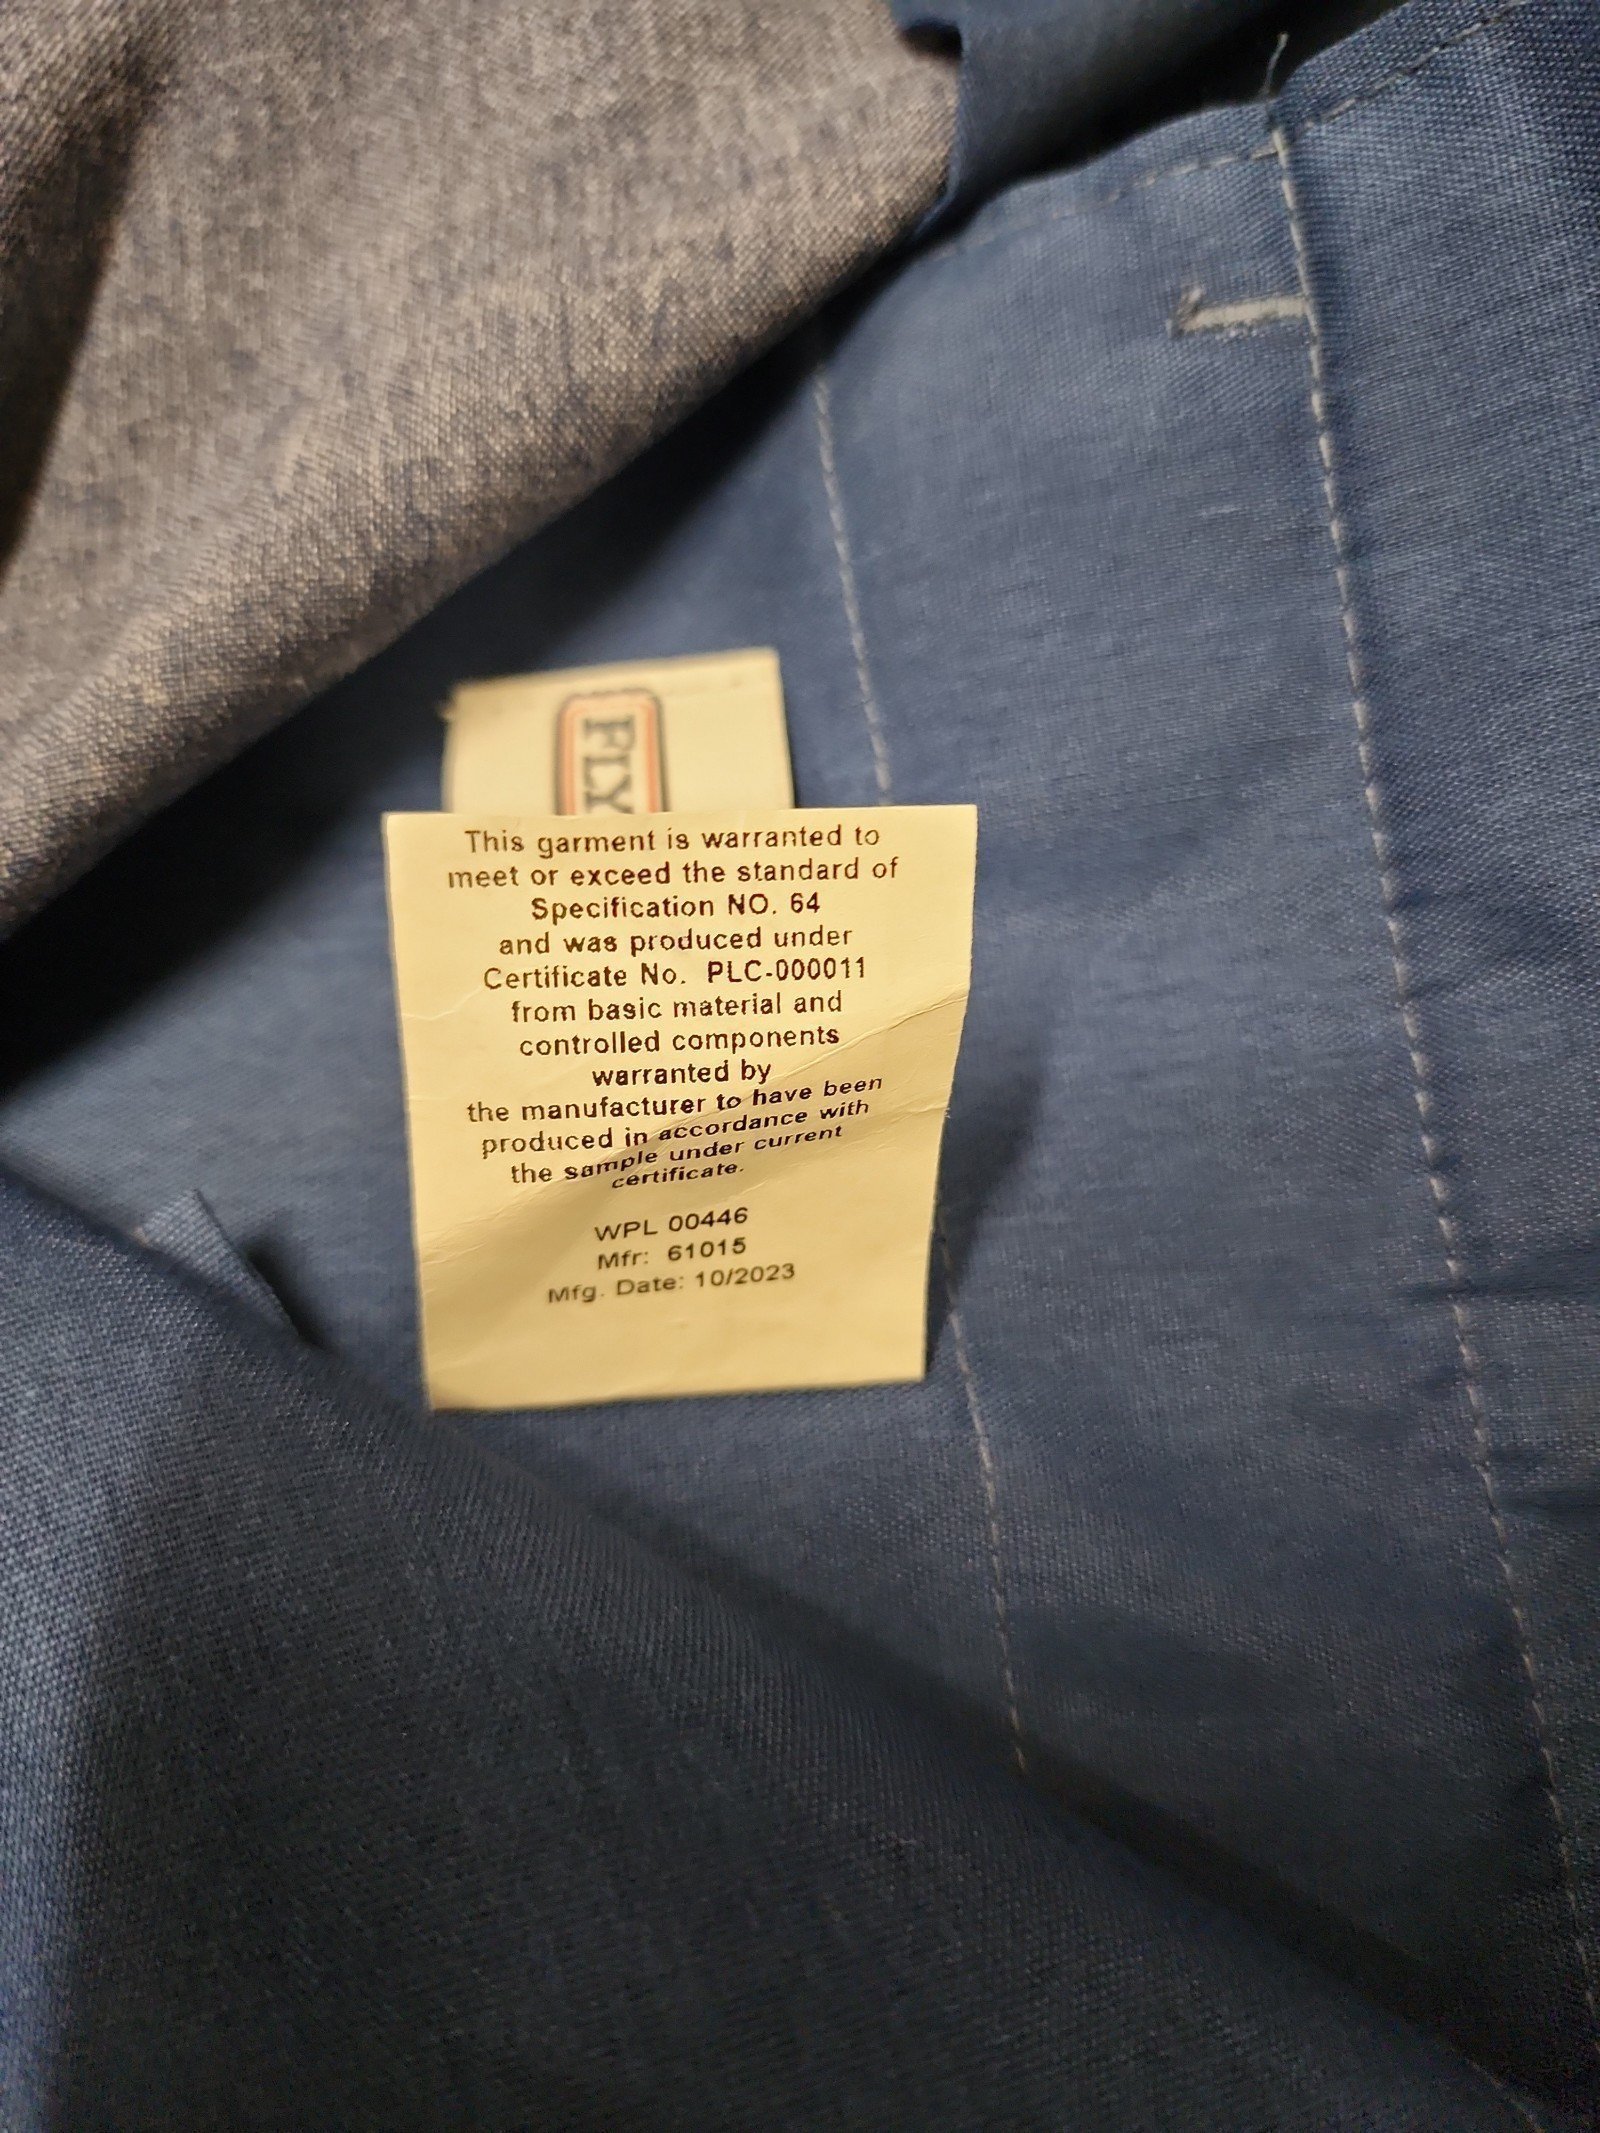 FLY
This garment is warranted to
meet or exceed the standard of
Specification NO. 64
and was produced under
Certificate No. PLC-000011
from basic material and
controlled components
warranted by
the manufacturer to have been
produced in accordance with
the sample under current
certificate.
WPL 00446
Mfr: 61015
Mfg. Date: 10/2023